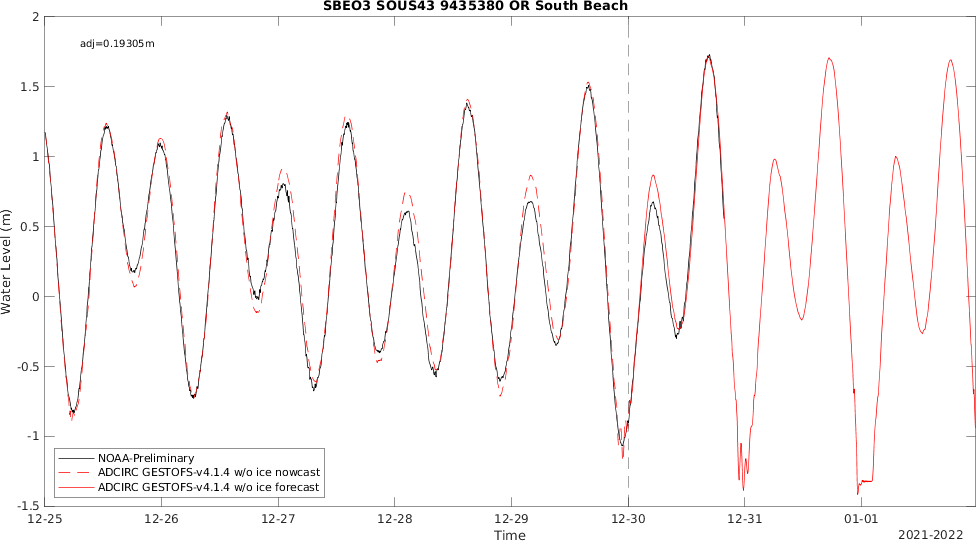 SBEO3 SOUS43 9435380 OR South Beach
adj=0.19305m
Water Level (m)
2
1.5
1
0.5
0
-0.5
-1
-1.5
NOAA-Preliminary
ADCIRC GESTOFS-v4.1.4 w/o ice nowcast
ADCIRC GESTOFS-v4.1.4 w/o ice forecast
12-25 12-26 12-27 12-28 12-29 12-30 12-31 01-01
Time
2021-2022